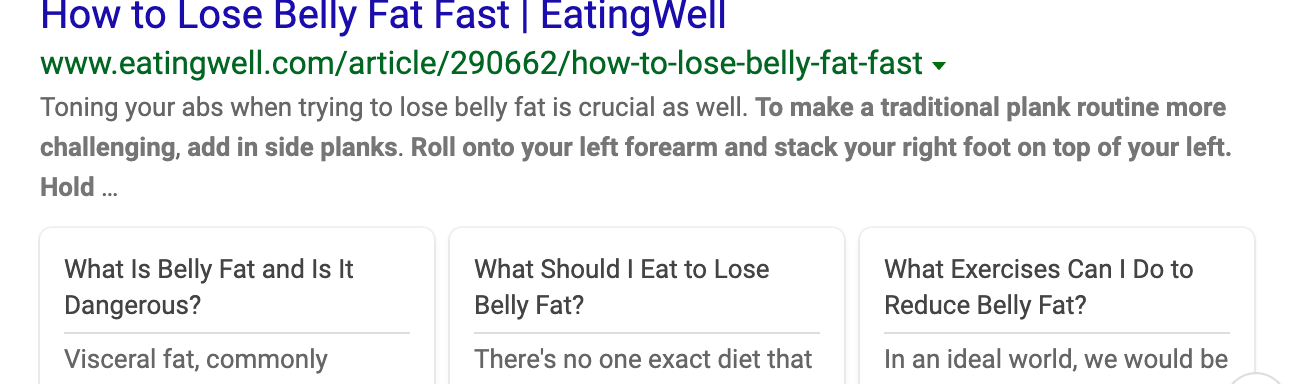 How to Lose Belly Fat Fast | EatingWell
www.eatingwell.com/article/290662/how-to-lose-belly-fat-fast
Toning your abs when trying to lose belly fat is crucial as well. To make a traditional plank routine more
challenging, add in side planks. Roll onto your left forearm and stack your right foot on top of your left.
Hold ...
What Is Belly Fat and Is It
Dangerous?
Visceral fat, commonly
What Should I Eat to Lose
Belly Fat?
There's no one exact diet that
What Exercises Can I Do to
Reduce Belly Fat?
In an ideal world, we would be